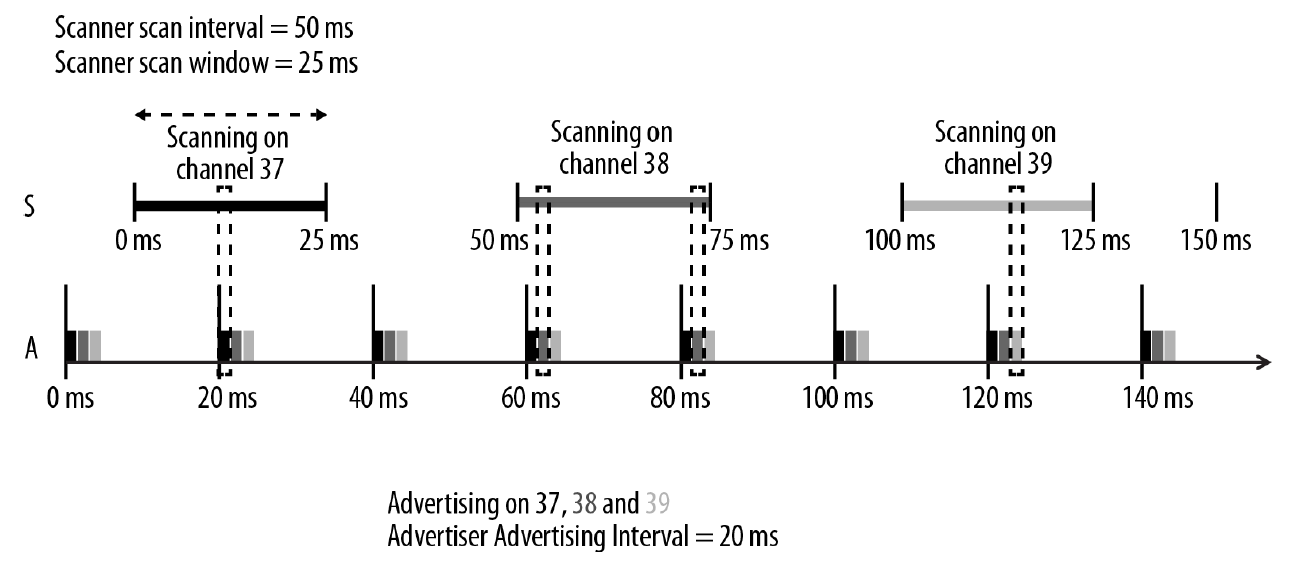 Scanner scan interval = 50 ms
Scanner scan window = 25 ms
Scanning on
channel 37
Scanning on
channel 38
Scanning on
channel 39
S
0 ms
25 ms
50 ms
75 ms
100 ms
125 ms
150 ms
A
0 ms
20 ms
40 ms
60 ms
80 ms
100 ms
120 ms
140 ms
Advertising on 37, 38 and 39
Advertiser Advertising Interval = 20 ms